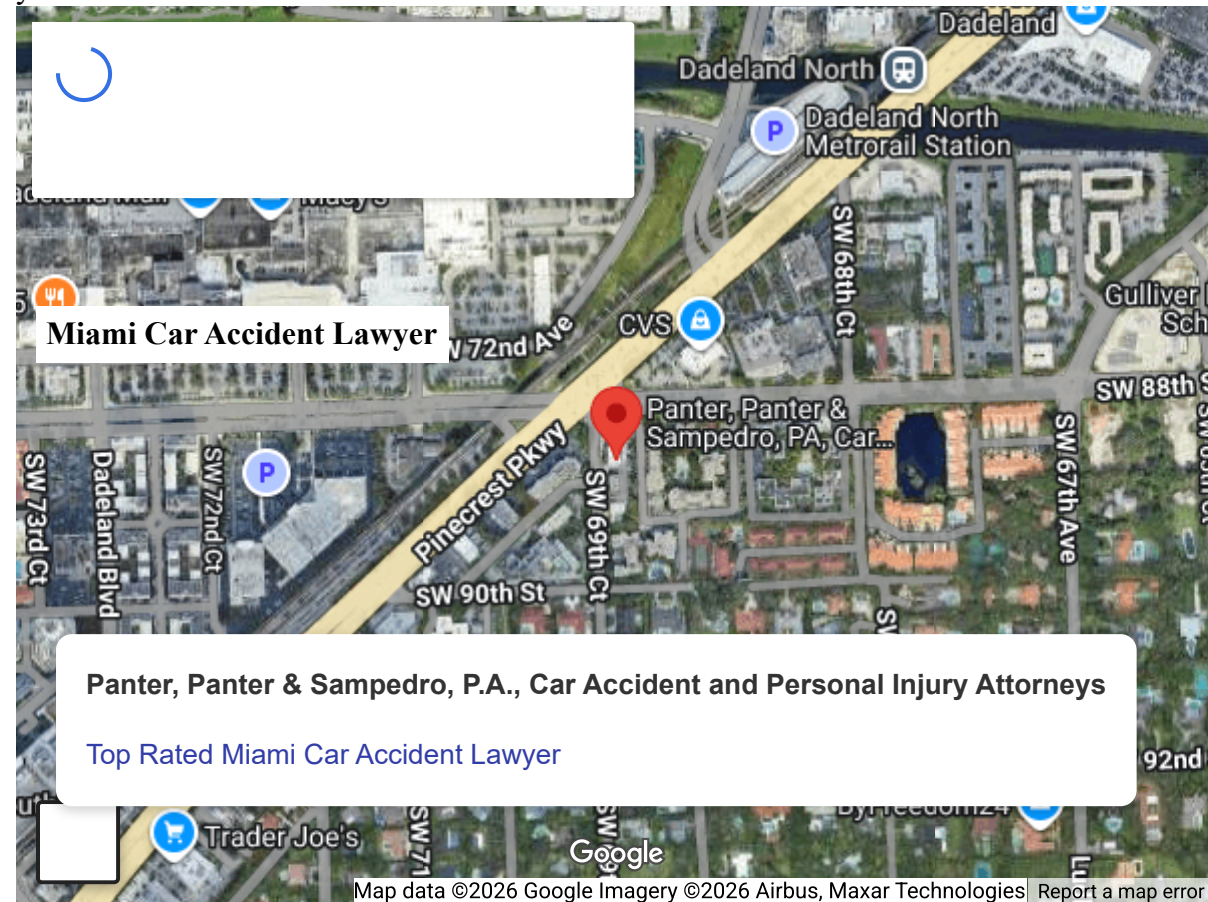 Dadeland
Dadeland North
P
Dadeland North
Metrorail Station
Macy's
SW 68th Ct
CVS
Gulliver
Sch
Miami Car Accident Lawyer
72nd Ave
SW 88th S
Panter, Panter &
Sampedro, PA, Car...
Pinecrest Pkwy
P
SW 73rd Ct
Dadeland Blvd
SW 72nd Ct
SW 69th Ct
SW 67th Ave
SW 90th St
SW
Panter, Panter & Sampedro, P.A., Car Accident and Personal Injury Attorneys
Top Rated Miami Car Accident Lawyer
92nd
ByFreedom24
Trader Joe's
SW 71
Google
Map data ©2026 Google Imagery ©2026 Airbus, Maxar Technologies
Report a map error